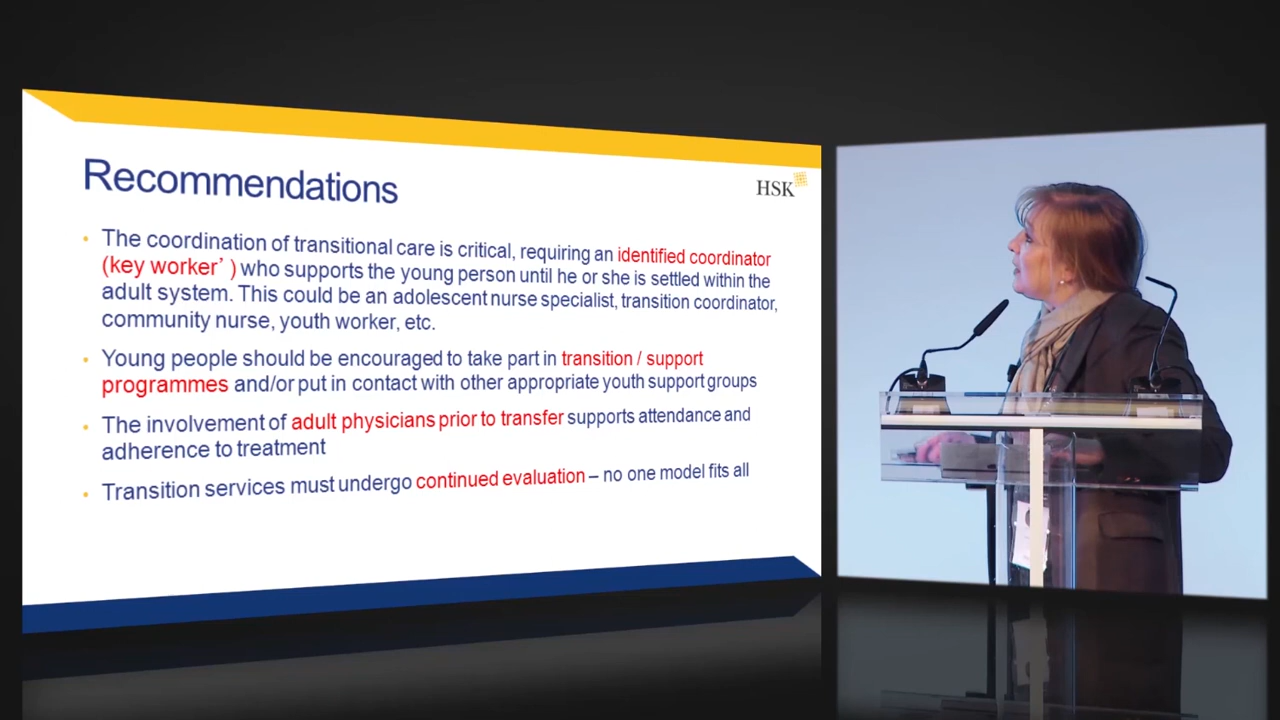 Recommendations
HSK
• The coordination of transitional care is critical, requiring an identified coordinator
(key worker’ ) who supports the young person until he or she is settled within the
adult system. This could be an adolescent nurse specialist, transition coordinator,
community nurse, youth worker, etc.
• Young people should be encouraged to take part in transition / support
programmes and/or put in contact with other appropriate youth support groups
• The involvement of adult physicians prior to transfer supports attendance and
adherence to treatment
• Transition services must undergo continued evaluation – no one model fits all